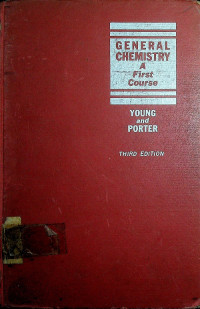 GENERAL
CHEMISTRY
A
First
Course
YOUNG
and
PORTER
THIRD EDITION